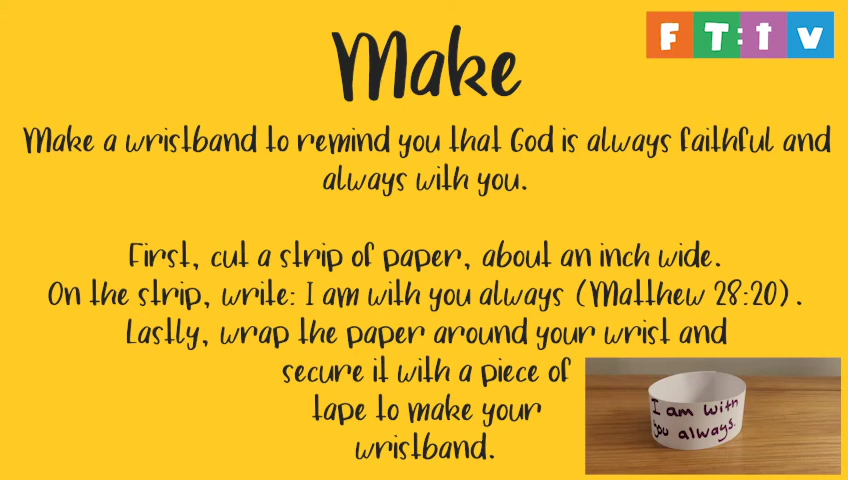 Make
FT:TV
Make a wristband to remind you that God is always faithful and
always with you.
First, cut a strip of paper, about an inch wide.
On the strip, write: I am with you always (Matthew 28:20).
Lastly, wrap the paper around your wrist and
secure it with a piece of
tape to make your
wristband.
I am with
you always.